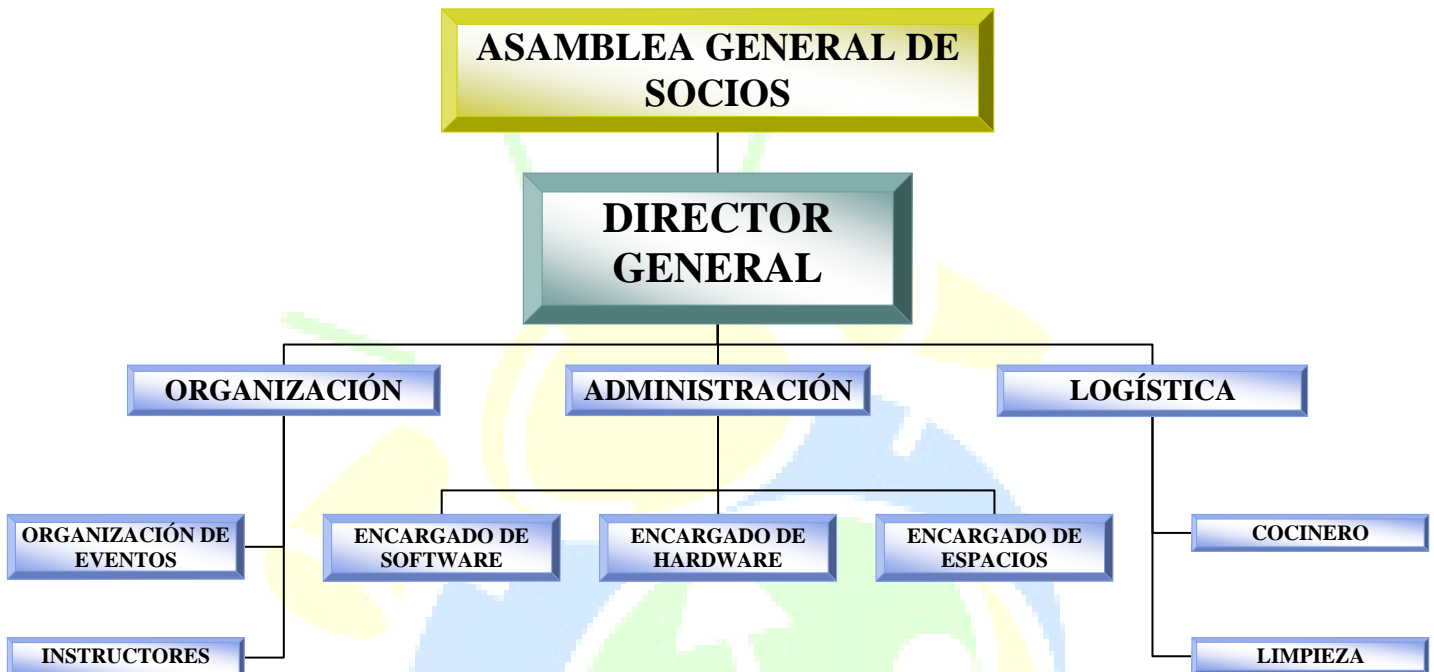 ASAMBLEA GENERAL DE
SOCIOS
DIRECTOR
GENERAL
ORGANIZACIÓN
ADMINISTRACIÓN
LOGÍSTICA
ORGANIZACIÓN DE
EVENTOS
ENCARGADO DE
SOFTWARE
ENCARGADO DE
HARDWARE
ENCARGADO DE
ESPACIOS
COCINERO
INSTRUCTORES
LIMPIEZA